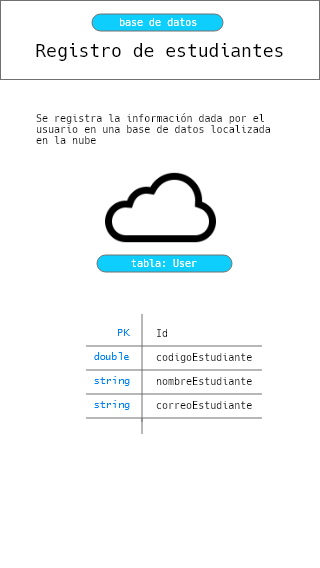 base de datos
Registro de estudiantes
Se registra la información dada por el
usuario en una base de datos localizada
en la nube
tabla: User
PK Id
double codigoEstudiante
string nombreEstudiante
string correoEstudiante